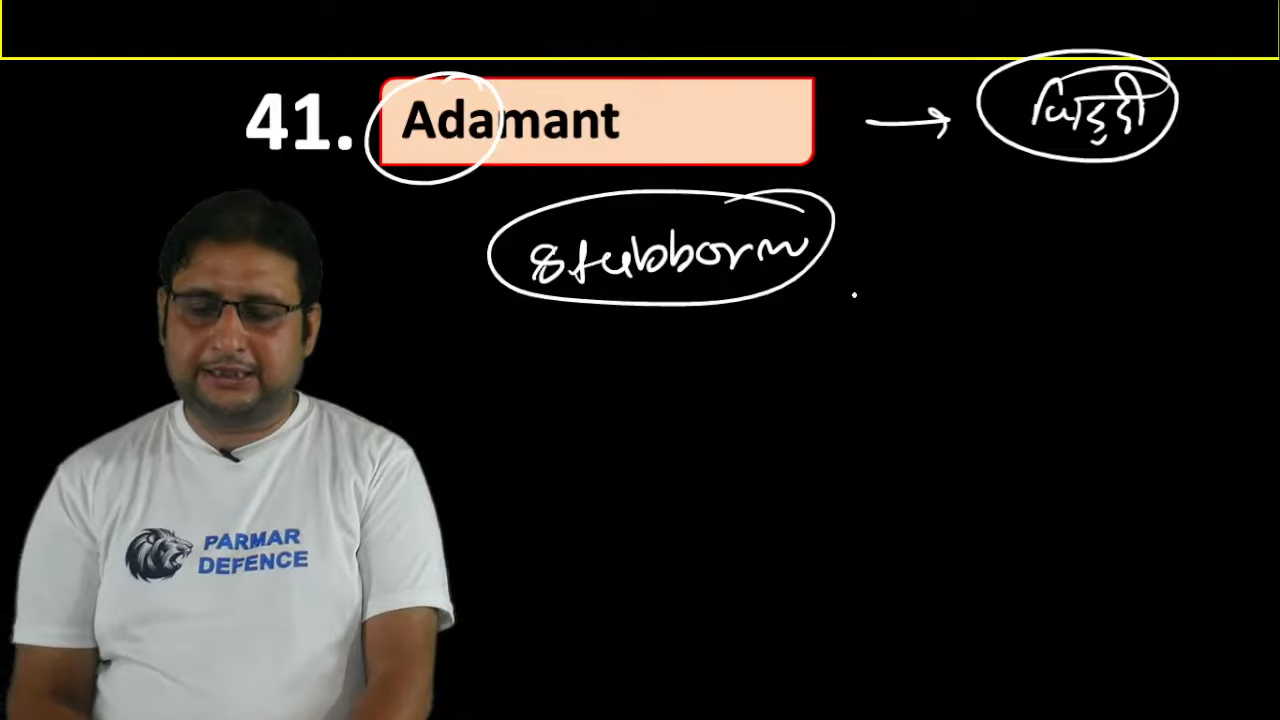 41. Adamant → जिद्दी
stubborn
PARMAR
DEFENCE